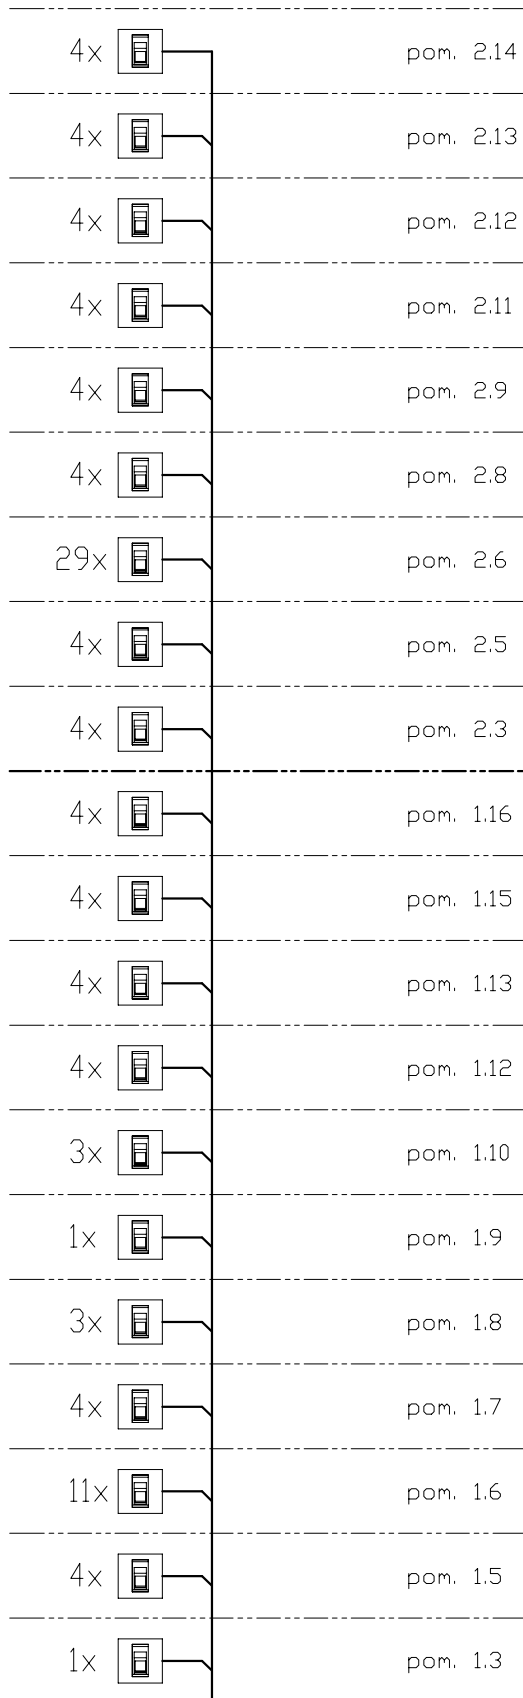 4x pom. 2.14
4x pom. 2.13
4x pom. 2.12
4x pom. 2.11
4x pom. 2.9
4x pom. 2.8
29x pom. 2.6
4x pom. 2.5
4x pom. 2.3
4x pom. 1.16
4x pom. 1.15
4x pom. 1.13
4x pom. 1.12
3x pom. 1.10
1x pom. 1.9
3x pom. 1.8
4x pom. 1.7
11x pom. 1.6
4x pom. 1.5
1x pom. 1.3